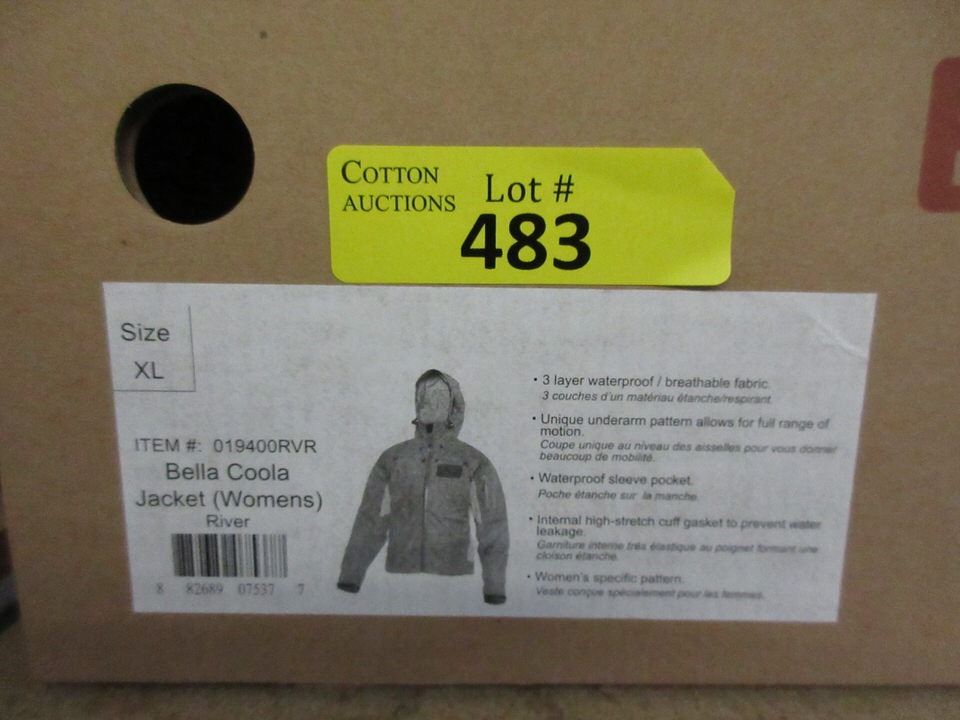 COTTON
AUCTIONS
Lot #
483
Size
XL
ITEM #: 019400RVR
Bella Coola
Jacket (Womens)
River
8 82689 07537 7
• 3 layer waterproof / breathable fabric.
3 couches d'un matériau étanche/respirant.
• Unique underarm pattern allows for full range of
motion.
Coupe unique au niveau des aisselles pour vous donner
beaucoup de mobilité.
• Waterproof sleeve pocket.
Poche étanche sur la manche.
• Internal high-stretch cuff gasket to prevent water
leakage.
Garniture interne très élastique au poignet formant une
cloison étanche.
• Women's specific pattern.
Veste conçue spécialement pour les femmes.